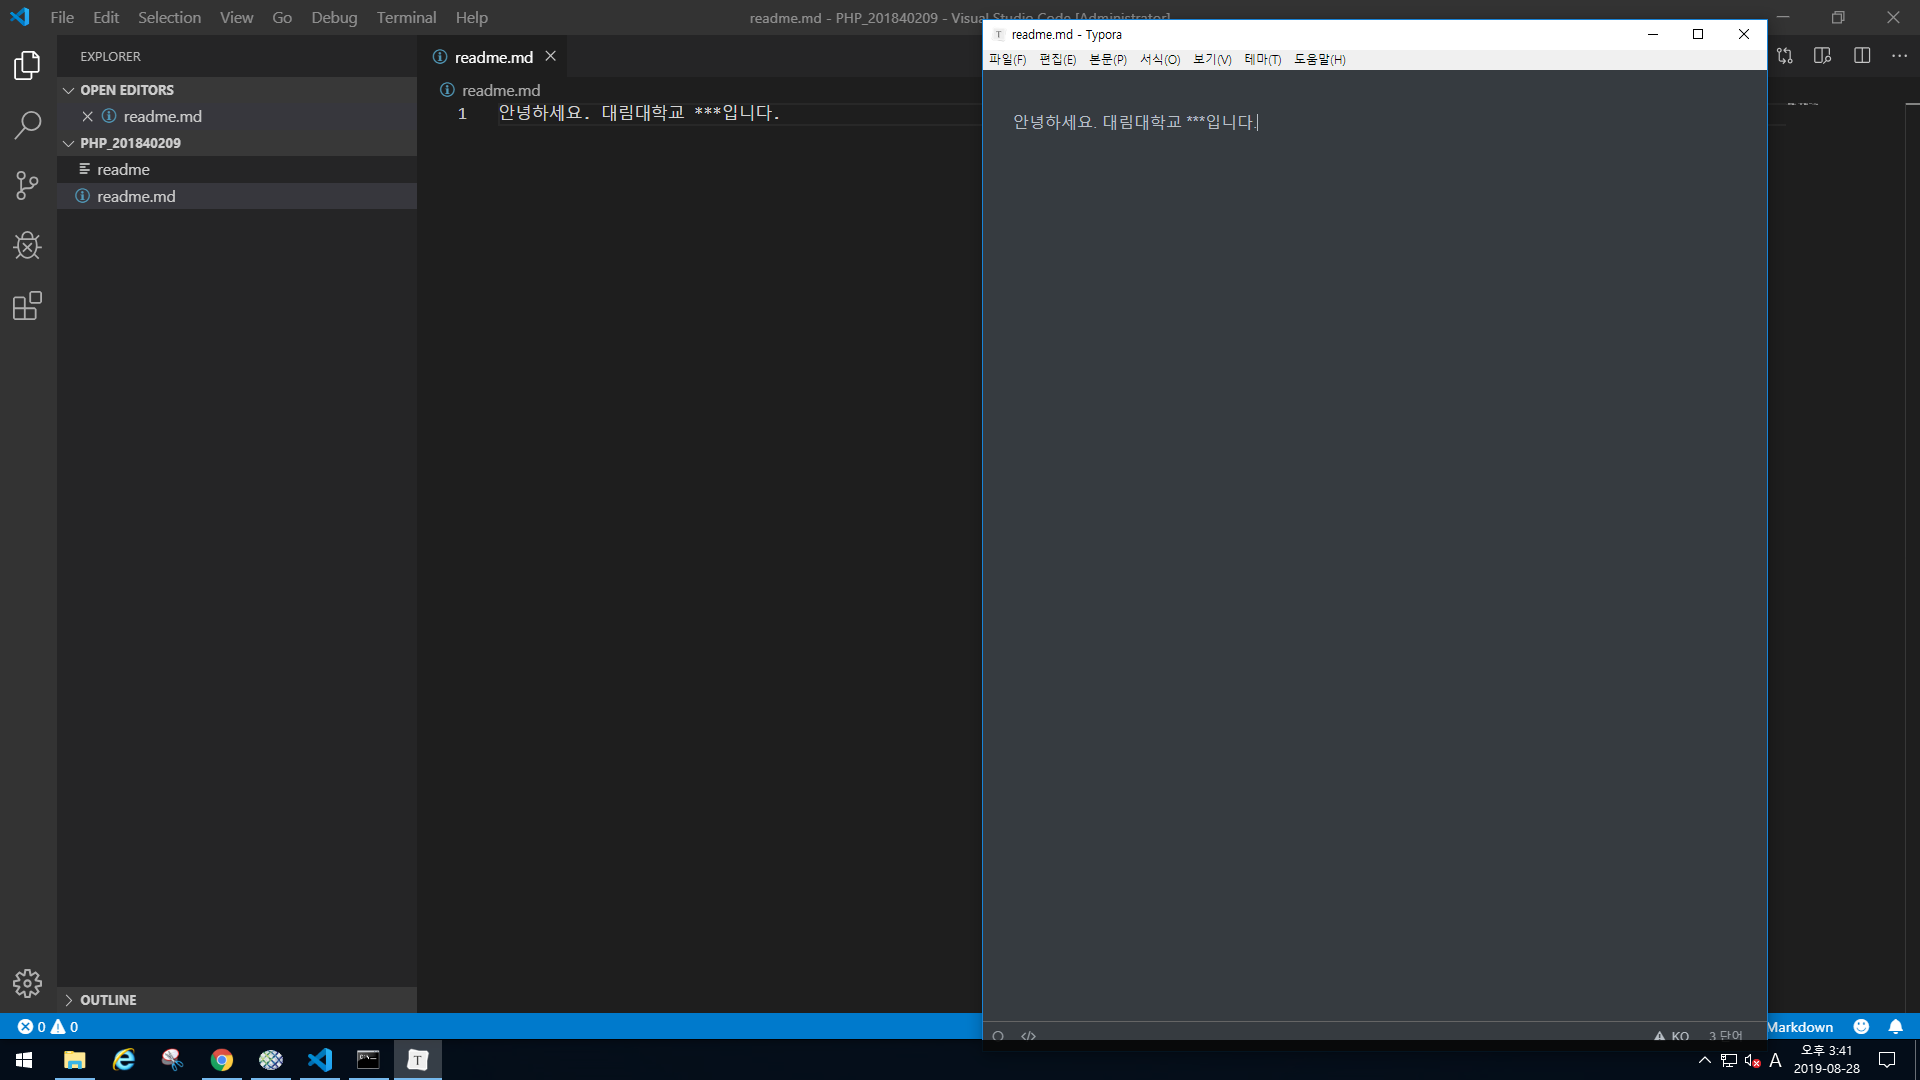 File Edit Selection View Go Debug Terminal Help
readme.md - PHP_201840209 - Visual Studio Code [Administrator]
EXPLORER
OPEN EDITORS
readme.md
PHP_201840209
readme
readme.md
OUTLINE
readme.md
readme.md
1 안녕하세요. 대림대학교 ***입니다.
readme.md - Typora
파일(F) 편집(E) 본문(P) 서식(O) 보기(V) 테마(T) 도움말(H)
안녕하세요. 대림대학교 ***입니다.
KO 3 단어
0 0
Markdown
A
오후 3:41
2019-08-28